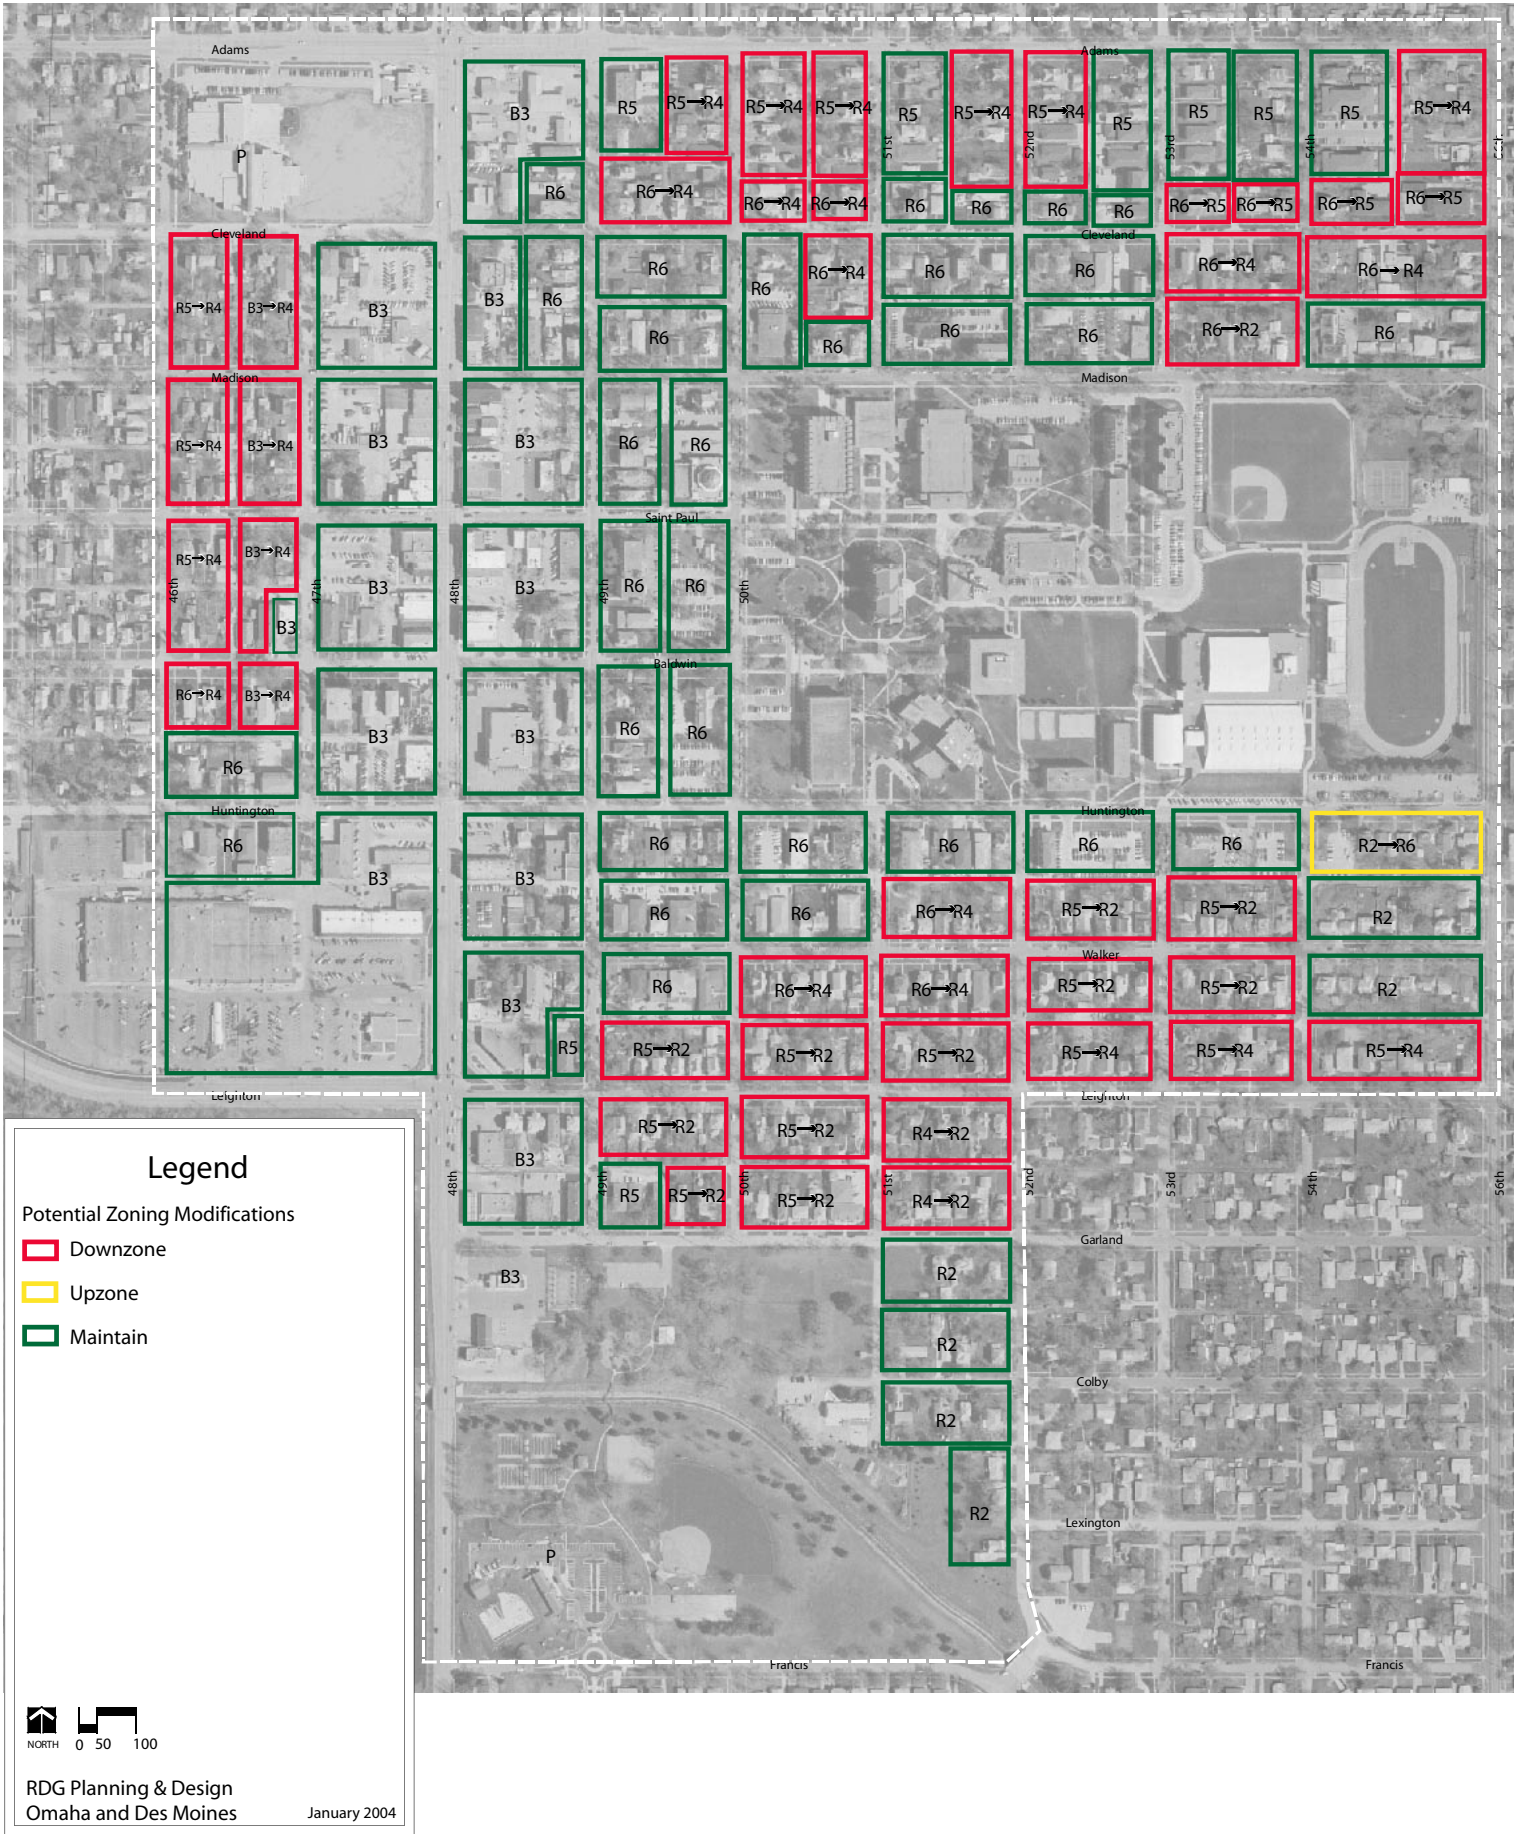 Adams
Adams
B3
R5
R5→R4
R5→R4
R5→R4
R5
R5→R4
R5→R4
R5
R5
R5
R5
R5→R4
51st
52nd
53rd
54th
P
R6
R6→R4
R6→R4
R6→R4
R6
R6
R6
R6
R6→R5
R6→R5
R6→R5
R6→R5
Cleveland
Cleveland
R5→R4
B3→R4
B3
B3
R6
R6
R6
R6→R4
R6
R6
R6→R4
R6→R4
R6
R6
R6
R6
R6→R2
R6
Madison
Madison
R5→R4
B3→R4
B3
B3
R6
R6
Saint Paul
R5→R4
B3→R4
46th
47th
B3
48th
B3
49th
R6
R6
50th
B3
Baldwin
R6→R4
B3→R4
B3
B3
R6
R6
R6
Huntington
Huntington
R6
B3
B3
R6
R6
R6
R6
R6
R2→R6
R6
R6
R6→R4
R5→R2
R5→R2
R2
Walker
B3
R6
R6→R4
R6→R4
R5→R2
R5→R2
R2
R5
R5→R2
R5→R2
R5→R2
R5→R4
R5→R4
R5→R4
Leighton
Leighton
B3
R5→R2
R5→R2
R4→R2
48th
49th
R5
R5→R2
50th
R5→R2
51st
R4→R2
52nd
53rd
54th
56th
Garland
B3
R2
R2
Colby
R2
R2
Lexington
P
Francis
Francis
Legend
Potential Zoning Modifications
Downzone
Upzone
Maintain
NORTH
0 50 100
RDG Planning & Design
Omaha and Des Moines
January 2004